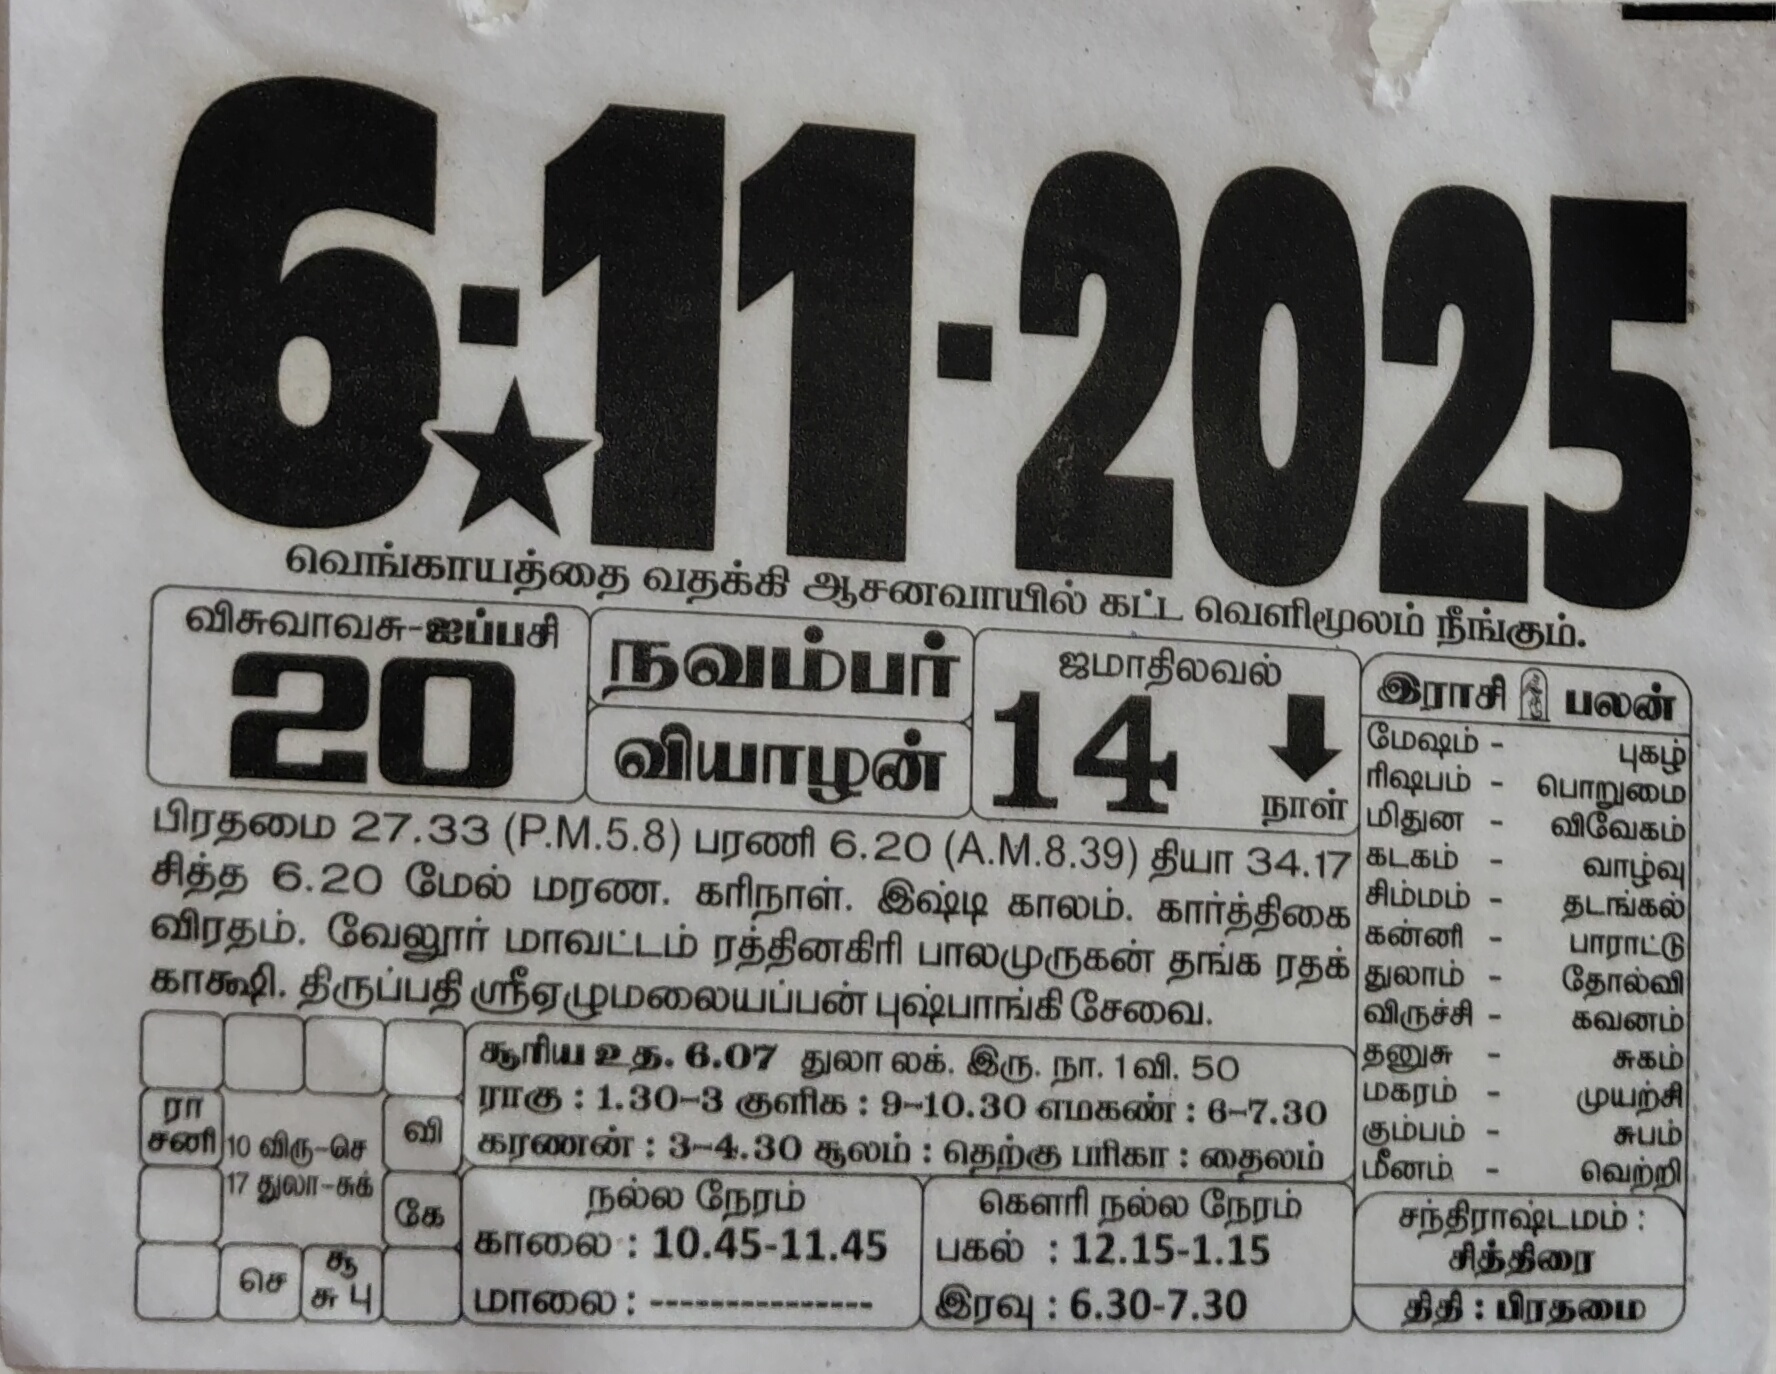 6-11-2025
வெங்காயத்தை வதக்கி ஆசனவாயில் கட்ட வெளிமூலம் நீங்கும்.
விசுவாவசு-ஐப்பசி
20
நவம்பர்
வியாழன்
ஜமாதிலவல்
14
நாள்
பிரதமை 27.33 (P.M.5.8) பரணி 6.20 (A.M.8.39) தியா 34.17
சித்த 6.20 மேல் மரண. கரிநாள். இஷ்டி காலம். கார்த்திகை
விரதம். வேலூர் மாவட்டம் ரத்தினகிரி பாலமுருகன் தங்க ரதக்
காக்ஷி. திருப்பதி ஸ்ரீஏழுமலையப்பன் புஷ்பாங்கி சேவை.
இராசி பலன்
மேஷம் - புகழ்
ரிஷபம் - பொறுமை
மிதுன - விவேகம்
கடகம் - வாழ்வு
சிம்மம் - தடங்கல்
கன்னி - பாராட்டு
துலாம் - தோல்வி
விருச்சி - கவனம்
தனுசு - சுகம்
மகரம் - முயற்சி
கும்பம் - சுபம்
மீனம் - வெற்றி
சந்திராஷ்டமம் :
சித்திரை
திதி : பிரதமை
ரா
சனி
10 விரு-செ
17 துலா-சுக்
வி
கே
செ
சூ
சு பு
சூரிய உத. 6.07 துலா லக். இரு. நா. 1 வி. 50
ராகு : 1.30-3 குளிக : 9-10.30 எமகண் : 6-7.30
கரணன் : 3-4.30 சூலம் : தெற்கு பரிகா : தைலம்
நல்ல நேரம்
காலை : 10.45-11.45
மாலை : ---------------
கௌரி நல்ல நேரம்
பகல் : 12.15-1.15
இரவு : 6.30-7.30